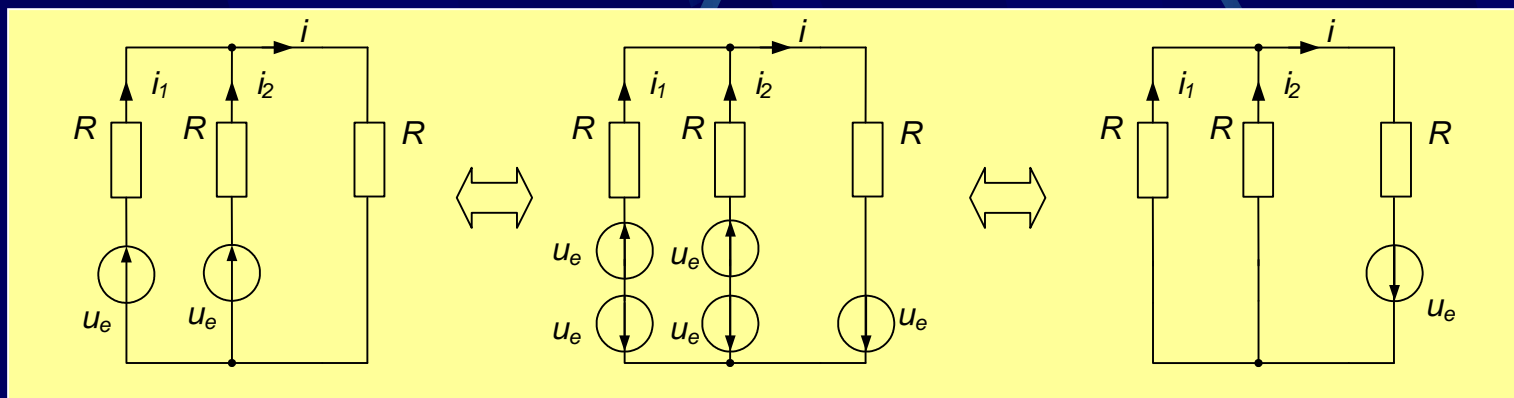 i i i
i₁ i₂ i₁ i₂ i₁ i₂
R R R R R R R R R
uₑ uₑ uₑ
uₑ uₑ uₑ uₑ uₑ